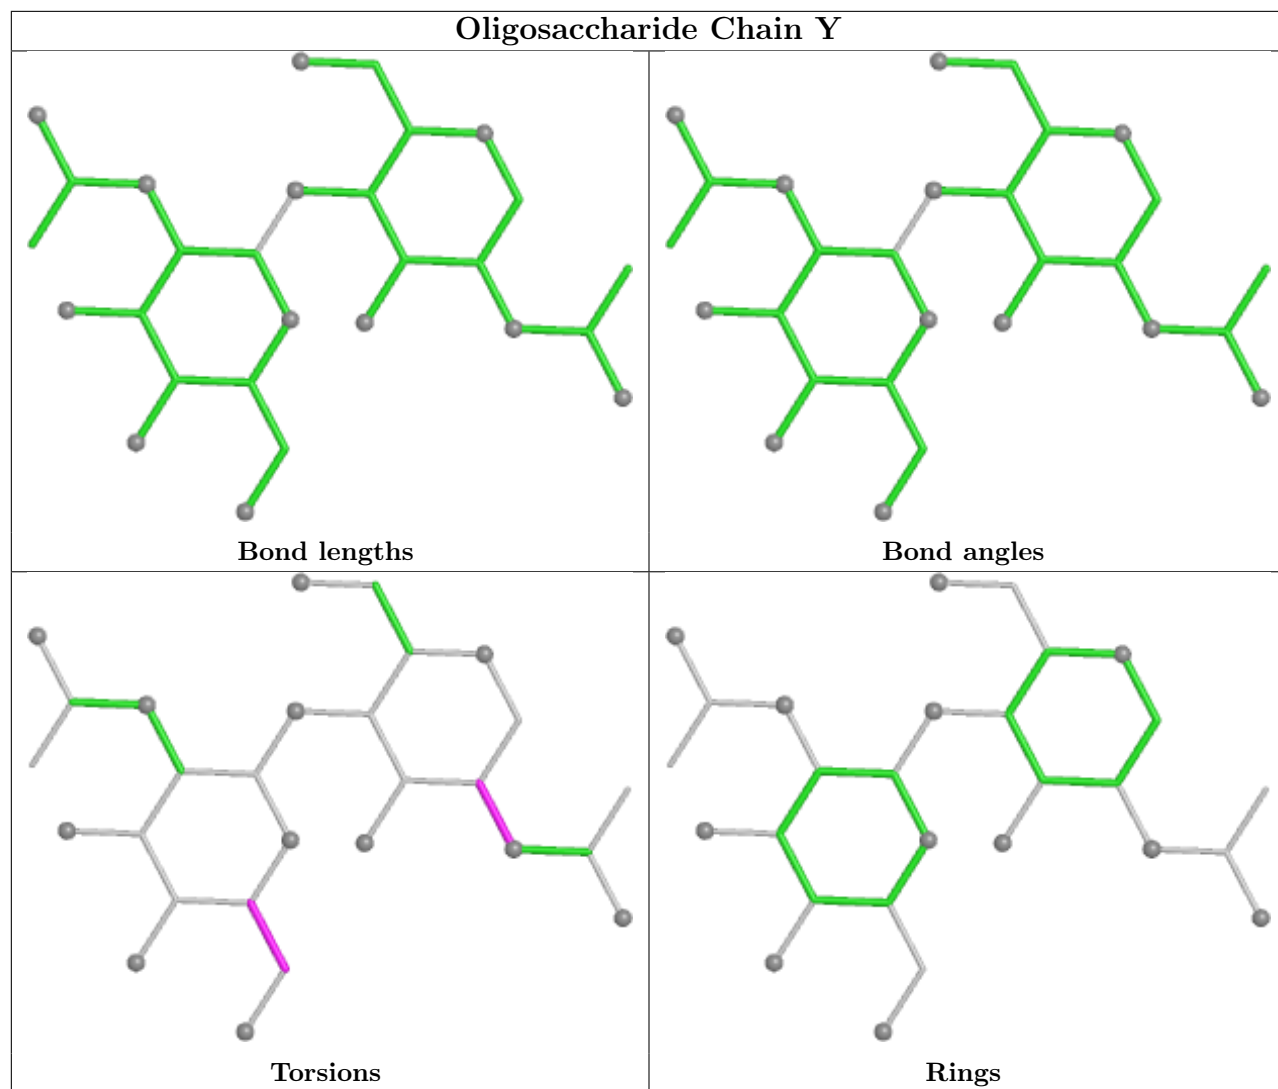 Oligosaccharide Chain Y
Bond lengths
Bond angles
Torsions
Rings